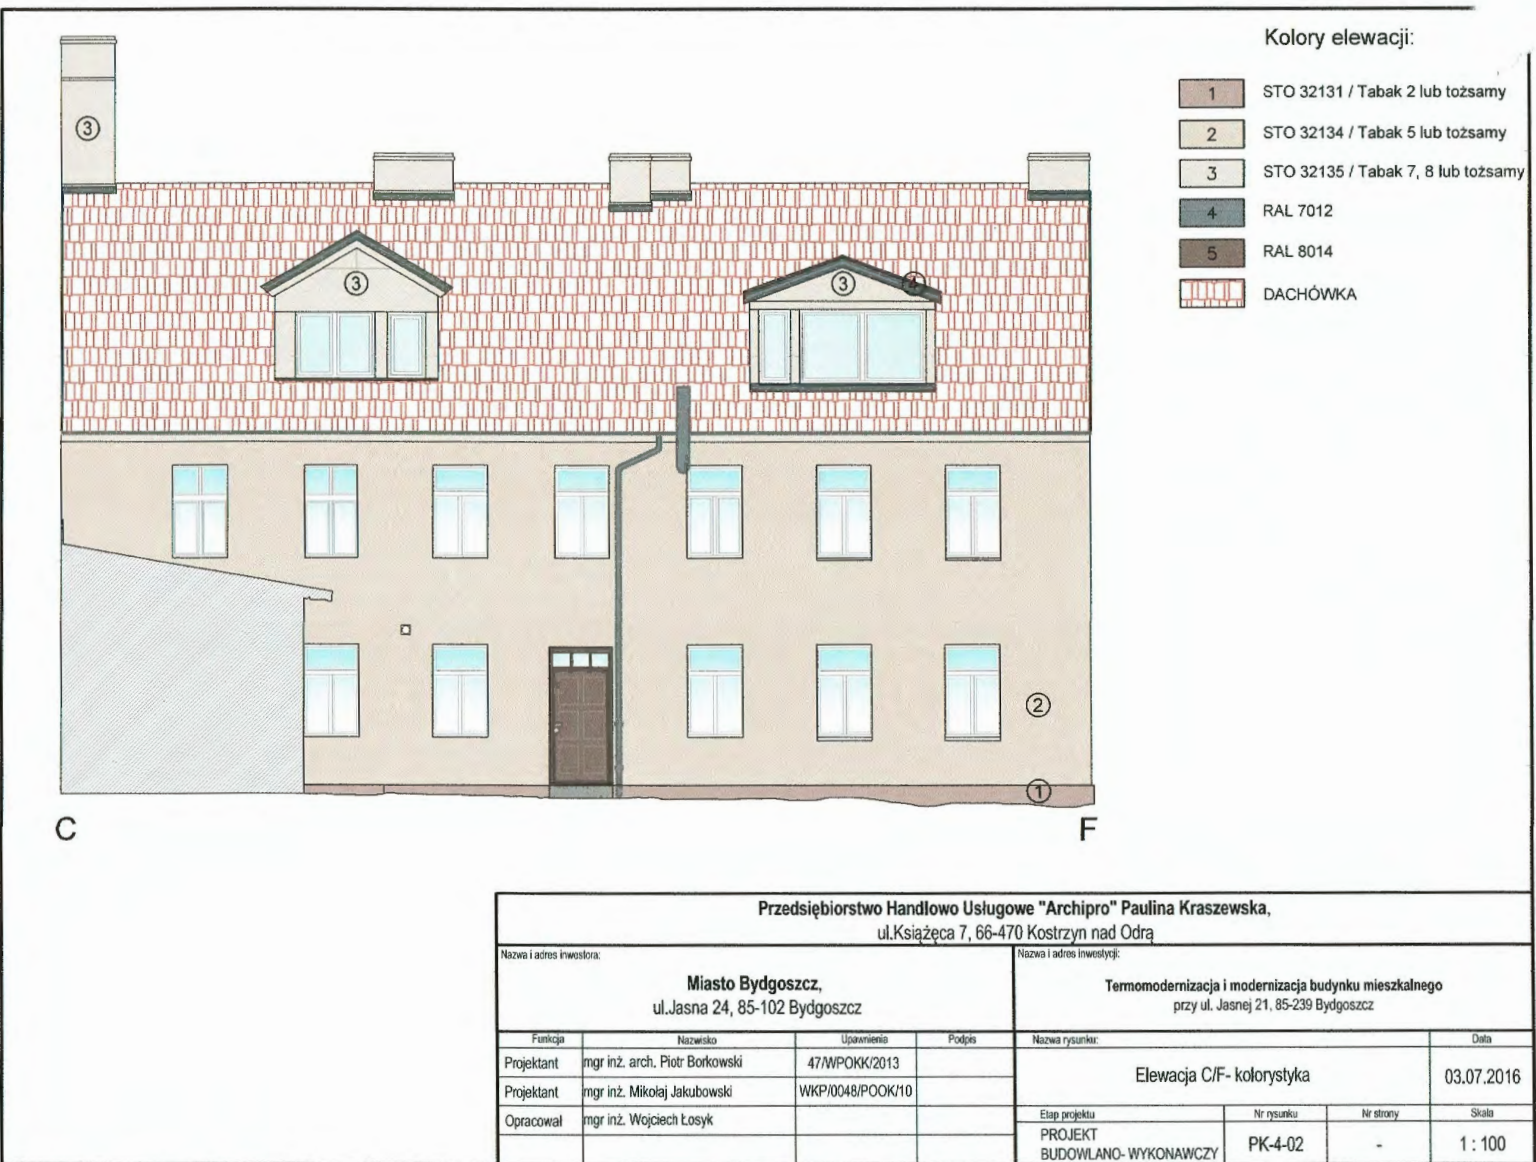 Kolory elewacji:
1 STO 32131 / Tabak 2 lub tożsamy
2 STO 32134 / Tabak 5 lub tożsamy
3 STO 32135 / Tabak 7, 8 lub tożsamy
4 RAL 7012
5 RAL 8014
DACHÓWKA
3
3
3 4
2
1
C F
Przedsiębiorstwo Handlowo Usługowe "Archipro" Paulina Kraszewska,
ul.Książęca 7, 66-470 Kostrzyn nad Odrą
Nazwa i adres inwestora:
Miasto Bydgoszcz,
ul.Jasna 24, 85-102 Bydgoszcz
Nazwa i adres inwestycji:
Termomodernizacja i modernizacja budynku mieszkalnego
przy ul. Jasnej 21, 85-239 Bydgoszcz
Funkcja Nazwisko Upawnienia Podpis
Projektant mgr inż. arch. Piotr Borkowski 47/WPOKK/2013
Projektant mgr inż. Mikołaj Jakubowski WKP/0048/POOK/10
Opracował mgr inż. Wojciech Łosyk
Nazwa rysunku: Data
Elewacja C/F- kolorystyka 03.07.2016
Etap projektu Nr rysunku Nr strony Skala
PROJEKT
BUDOWLANO- WYKONAWCZY PK-4-02 - 1 : 100